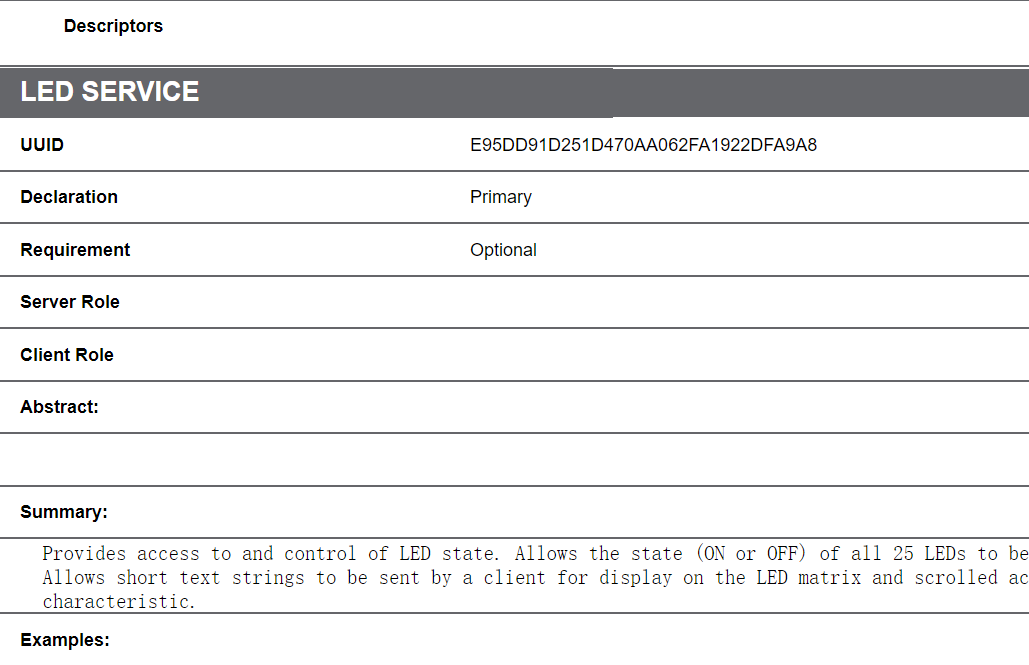 Descriptors
LED SERVICE
UUID E95DD91D251D470AA062FA1922DFA9A8
Declaration Primary
Requirement Optional
Server Role
Client Role
Abstract:
Summary:
Provides access to and control of LED state. Allows the state (ON or OFF) of all 25 LEDs to be
Allows short text strings to be sent by a client for display on the LED matrix and scrolled ac
characteristic.
Examples: